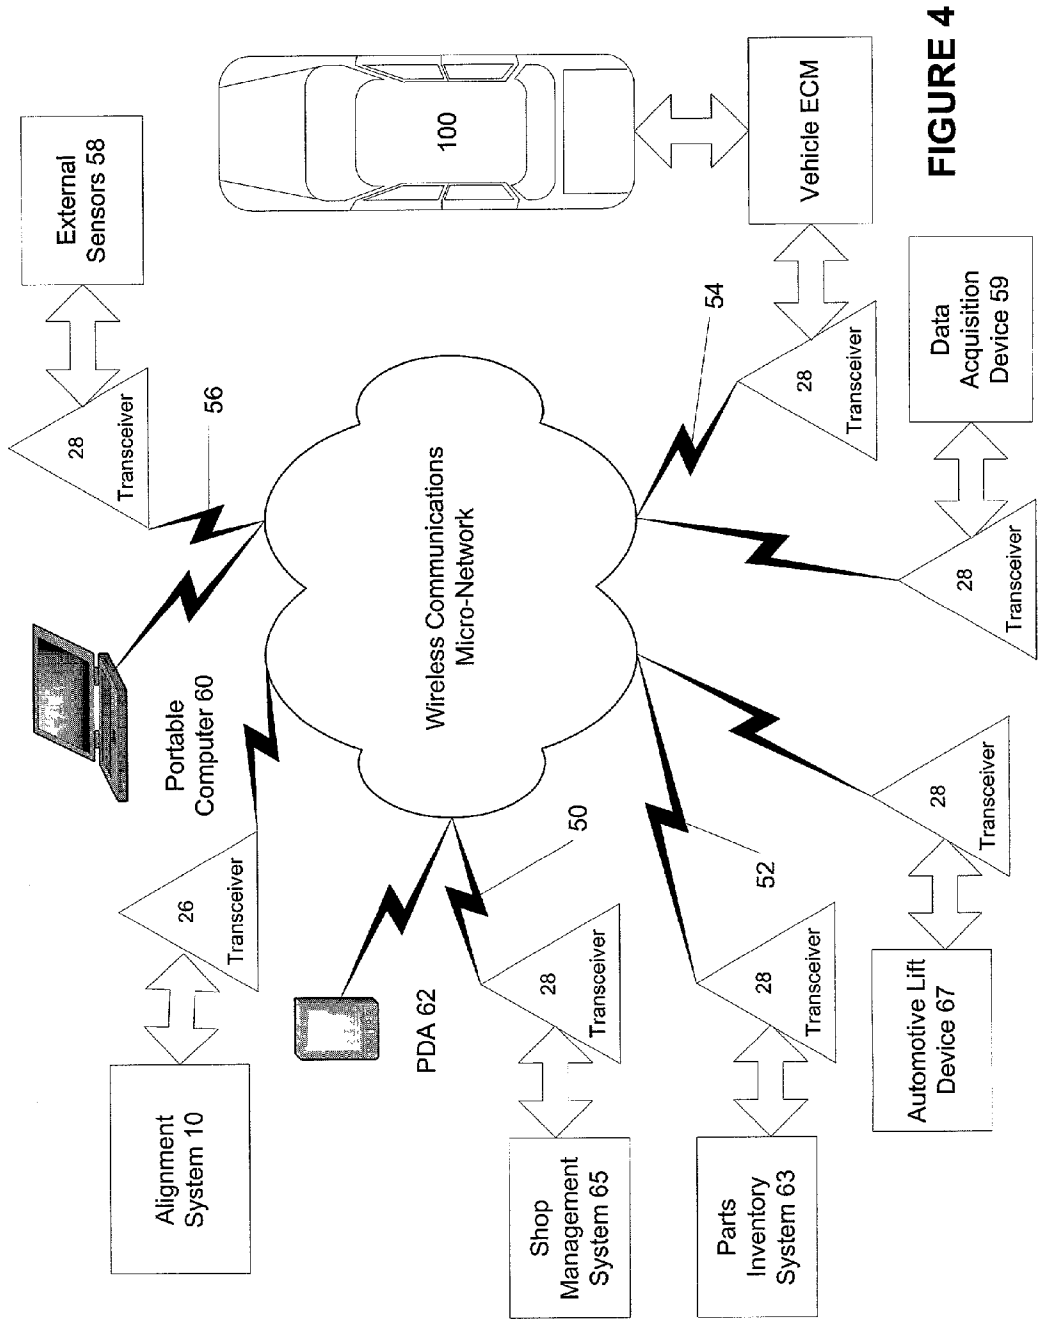 Alignment
System 10
26
Transceiver
Portable
Computer 60
28
Transceiver
External
Sensors 58
56
PDA 62
Wireless Communications
Micro-Network
100
Shop
Management
System 65
28
Transceiver
50
Parts
Inventory
System 63
28
Transceiver
52
54
28
Transceiver
Vehicle ECM
Automotive Lift
Device 67
28
Transceiver
28
Transceiver
Data
Acquisition
Device 59
FIGURE 4